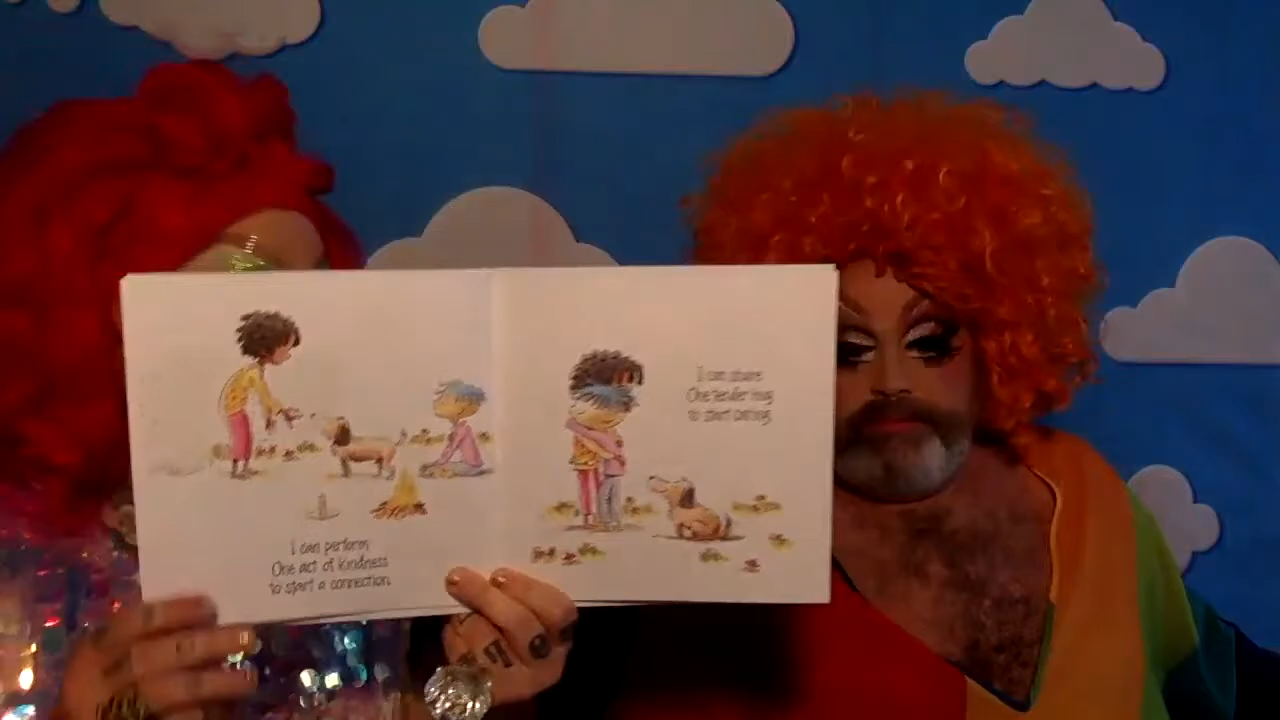 I can perform
One act of kindness
to start a connection.
I can share
One tender hug
to start caring.